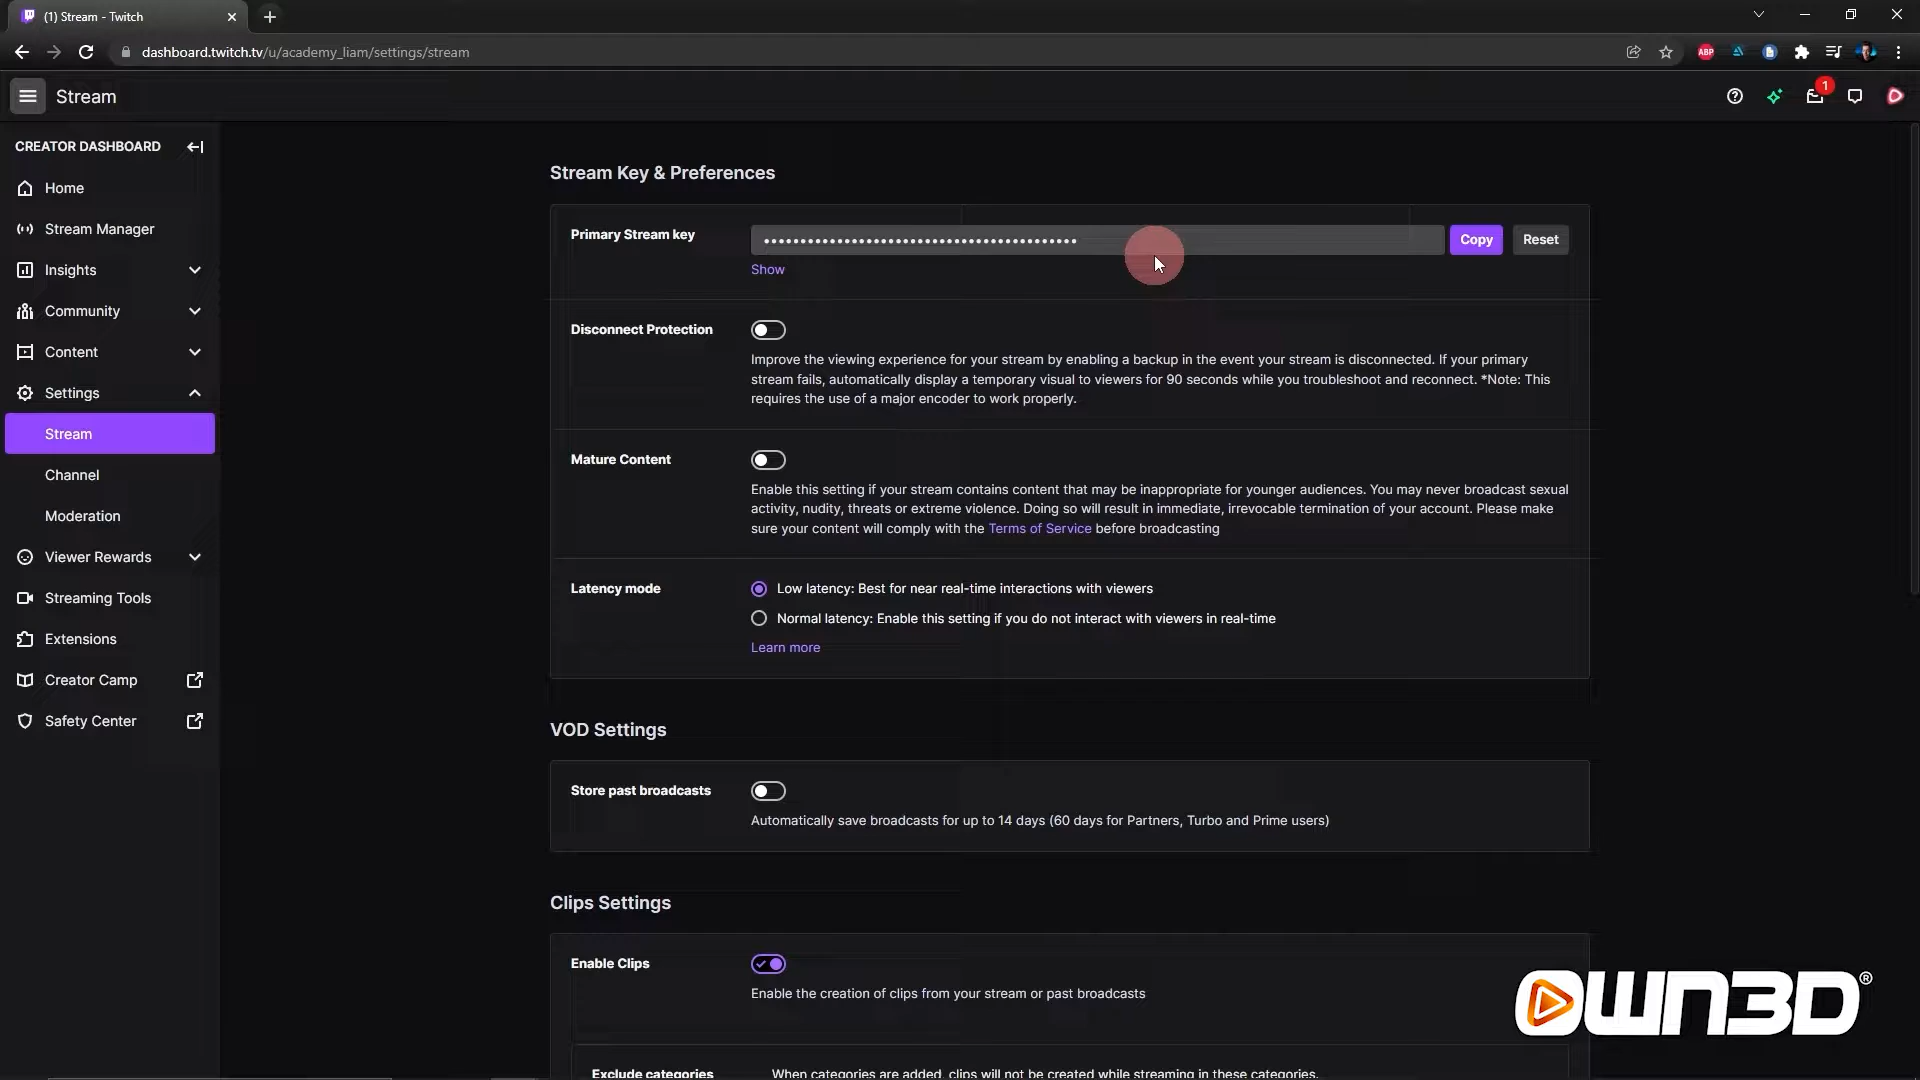 (1) Stream - Twitch
dashboard.twitch.tv/u/academy_liam/settings/stream
ABP
Stream
1
CREATOR DASHBOARD
Home
Stream Manager
Insights
Community
Content
Settings
Stream
Channel
Moderation
Viewer Rewards
Streaming Tools
Extensions
Creator Camp
Safety Center
Stream Key & Preferences
Primary Stream key
Copy
Reset
Show
Disconnect Protection
Improve the viewing experience for your stream by enabling a backup in the event your stream is disconnected. If your primary
stream fails, automatically display a temporary visual to viewers for 90 seconds while you troubleshoot and reconnect. *Note: This
requires the use of a major encoder to work properly.
Mature Content
Enable this setting if your stream contains content that may be inappropriate for younger audiences. You may never broadcast sexual
activity, nudity, threats or extreme violence. Doing so will result in immediate, irrevocable termination of your account. Please make
sure your content will comply with the Terms of Service before broadcasting
Latency mode
Low latency: Best for near real-time interactions with viewers
Normal latency: Enable this setting if you do not interact with viewers in real-time
Learn more
VOD Settings
Store past broadcasts
Automatically save broadcasts for up to 14 days (60 days for Partners, Turbo and Prime users)
Clips Settings
Enable Clips
Enable the creation of clips from your stream or past broadcasts
Exclude categories
When categories are added, clips will not be created while streaming in these categories.
OWN3D®